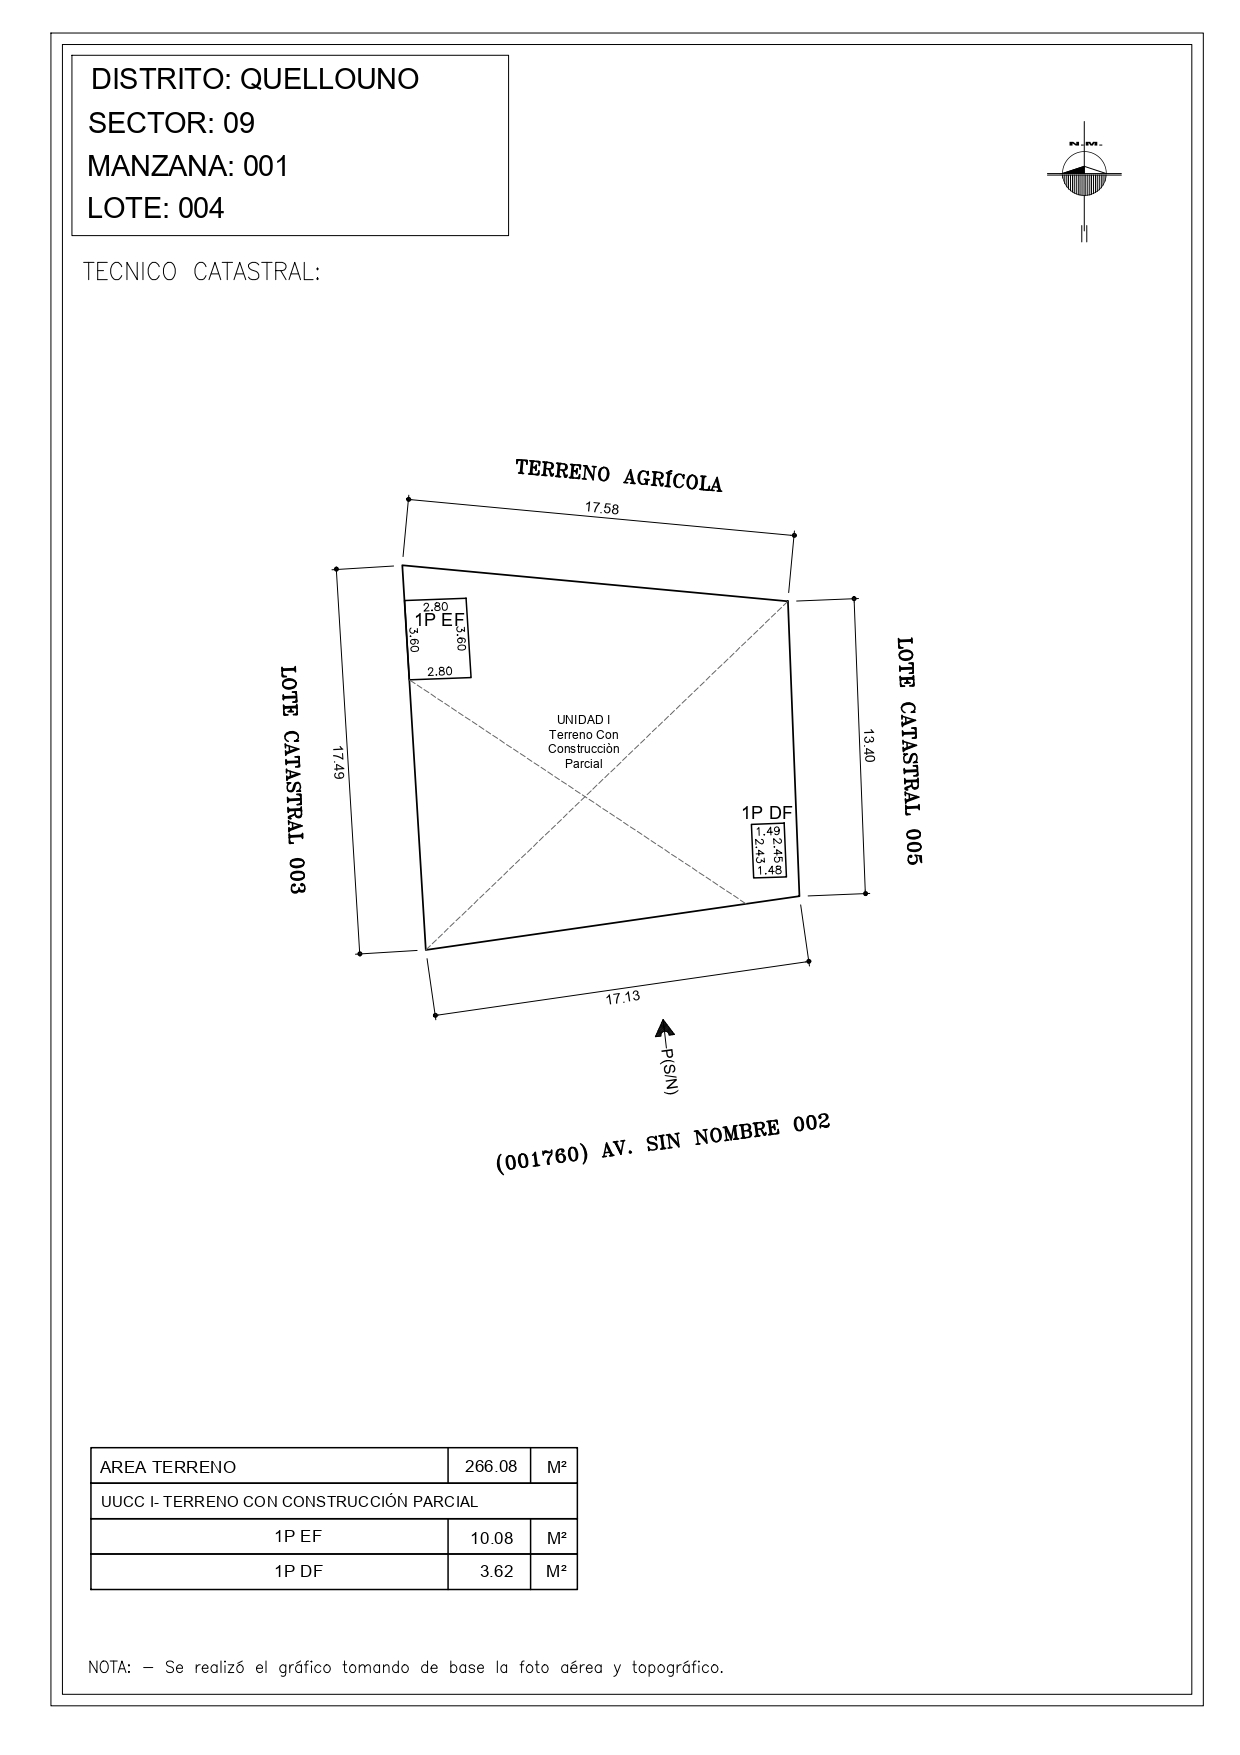 DISTRITO: QUELLOUNO
SECTOR: 09
MANZANA: 001
LOTE: 004
N.M.
TECNICO CATASTRAL:
TERRENO AGRÍCOLA
17.58
2.80
1P EF
3.60
3.60
2.80
LOTE CATASTRAL 003
17.49
UNIDAD I
Terreno Con
Construcciòn
Parcial
13.40
LOTE CATASTRAL 005
1P DF
1.49
2.43
2.45
1.48
17.13
P(S/N)
(001760) AV. SIN NOMBRE 002
AREA TERRENO 266.08 M²
UUCC I- TERRENO CON CONSTRUCCIÓN PARCIAL
1P EF 10.08 M²
1P DF 3.62 M²
NOTA: - Se realizó el gráfico tomando de base la foto aérea y topográfico.